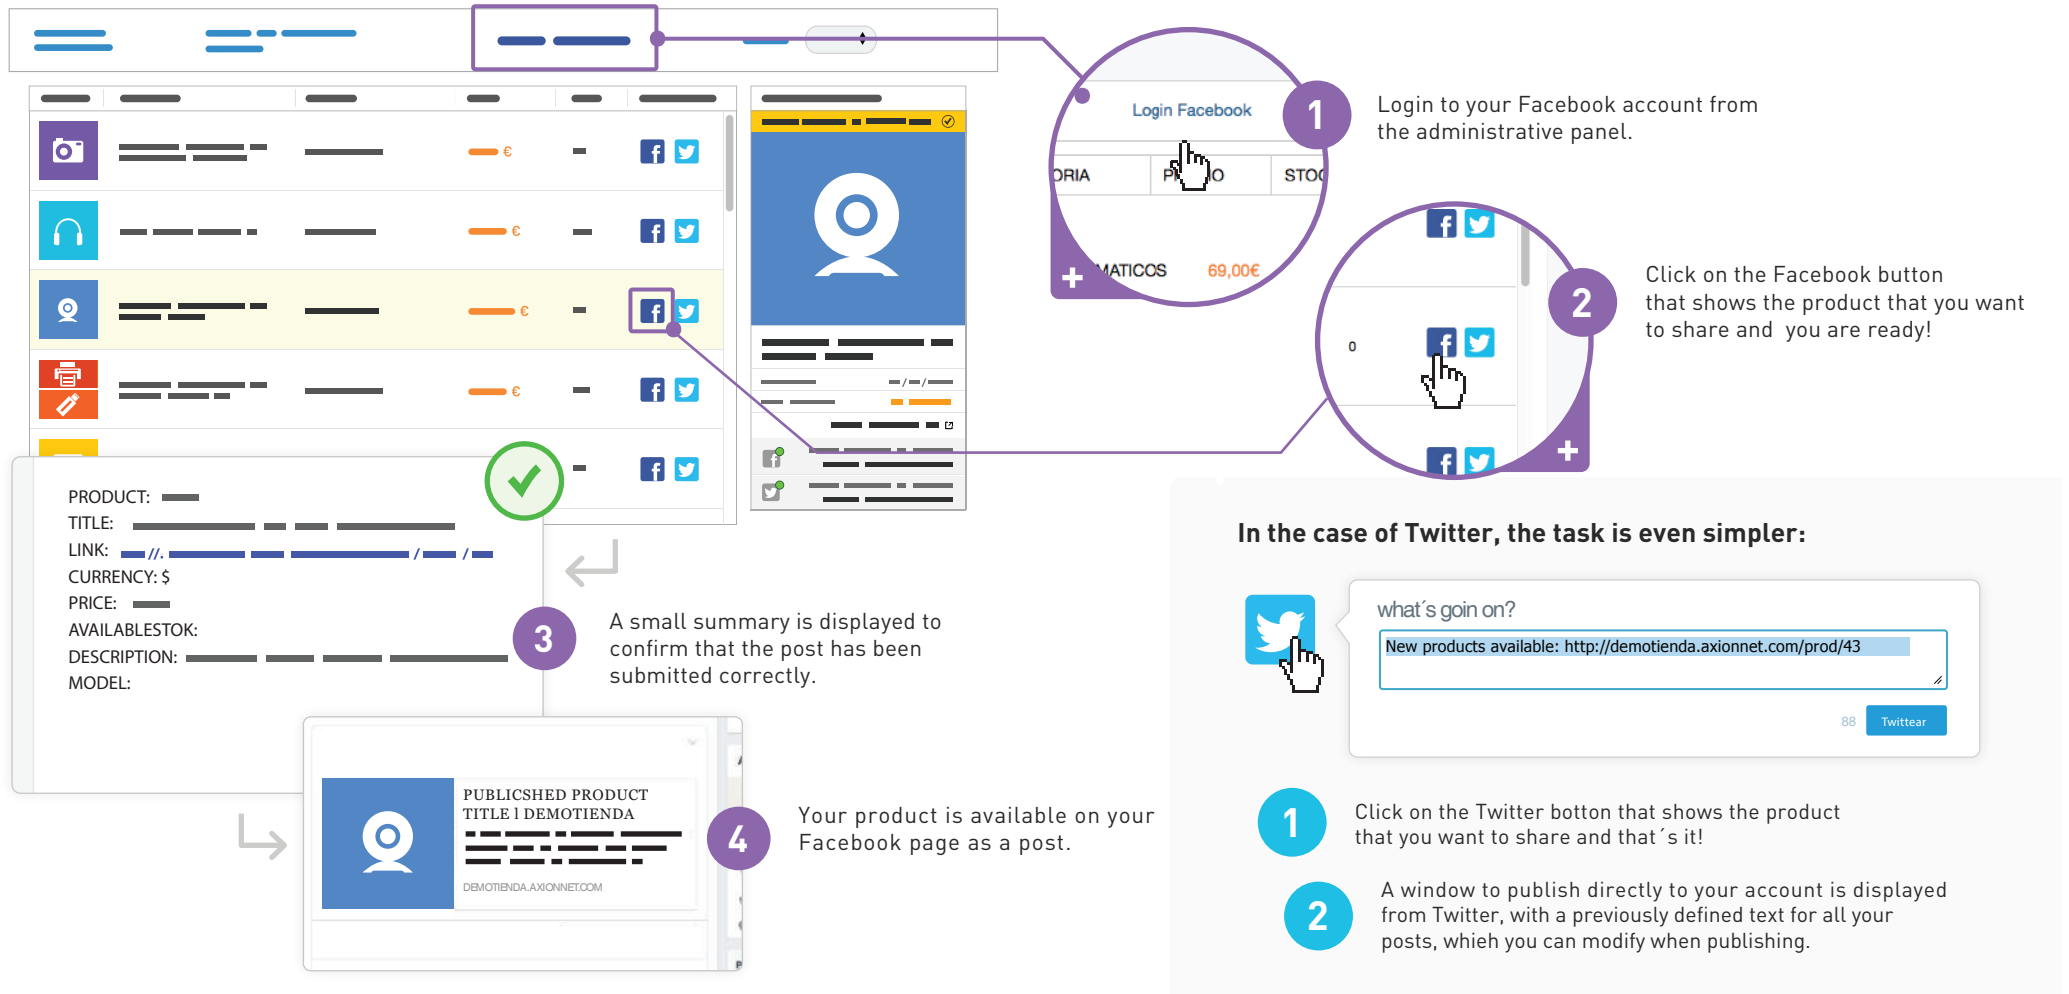 Login Facebook
1
Login to your Facebook account from
the administrative panel.
STOC
MATICOS 69,00€
€
€
€
€
0
2
Click on the Facebook button
that shows the product that you want
to share and you are ready!
PRODUCT:
TITLE:
LINK:
CURRENCY: $
PRICE:
AVAILABLESTOK:
DESCRIPTION:
MODEL:
3
A small summary is displayed to
confirm that the post has been
submitted correctly.
PUBLICSHED PRODUCT
TITLE l DEMOTIENDA
DEMOTIENDA.AXIONNET.COM
4
Your product is available on your
Facebook page as a post.
In the case of Twitter, the task is even simpler:
what´s goin on?
New products available: http://demotienda.axionnet.com/prod/43
88 Twittear
1
Click on the Twitter botton that shows the product
that you want to share and that´s it!
2
A window to publish directly to your account is displayed
from Twitter, with a previously defined text for all your
posts, whieh you can modify when publishing.